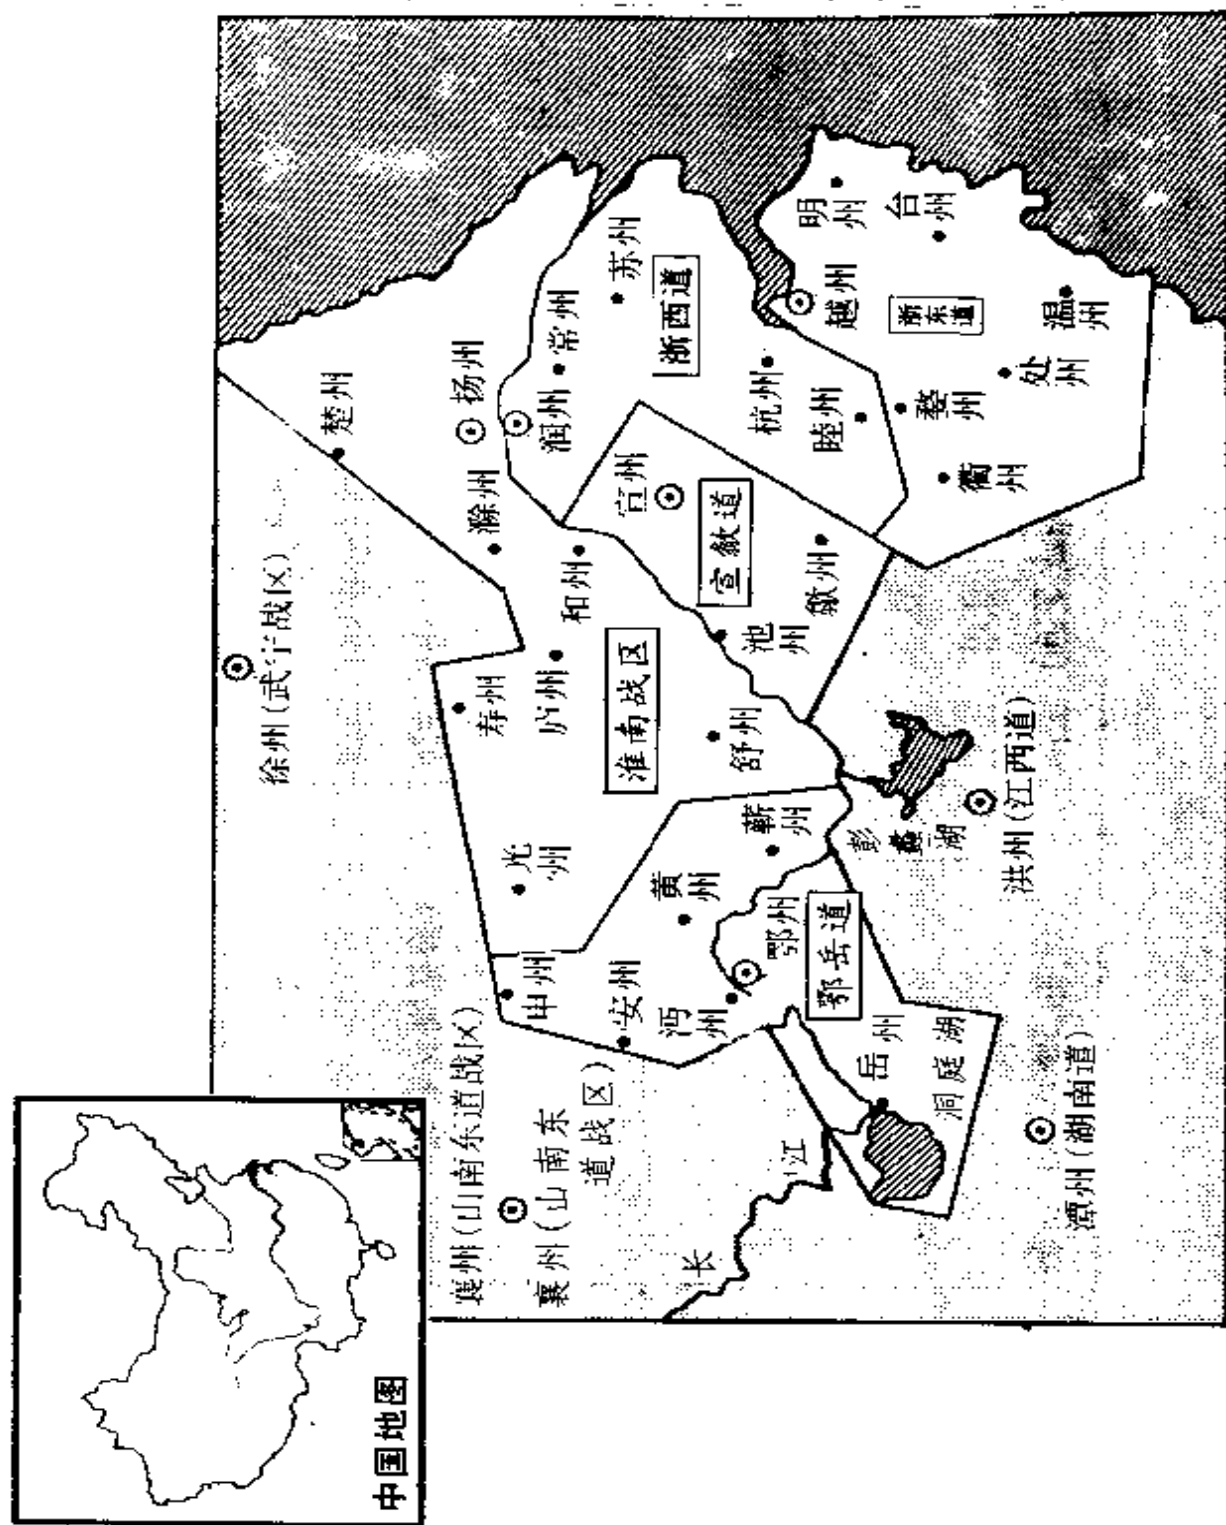 中国地图
徐州(武宁战区)
襄州(山南东道战区)
襄州(山南东
道战区)
楚州
扬州
滁州
润州
常州
苏州
浙西道
和州
寿州
庐州
淮南战区
光州
申州
安州
黄州
沔州
鄂州
鄂岳道
蕲州
舒州
池州
宣州
宣歙道
歙州
杭州
睦州
越州
明州
台州
浙东道
婺州
衢州
处州
温州
彭蠡湖
洪州(江西道)
岳州
洞庭湖
潭州(湖南道)
长江